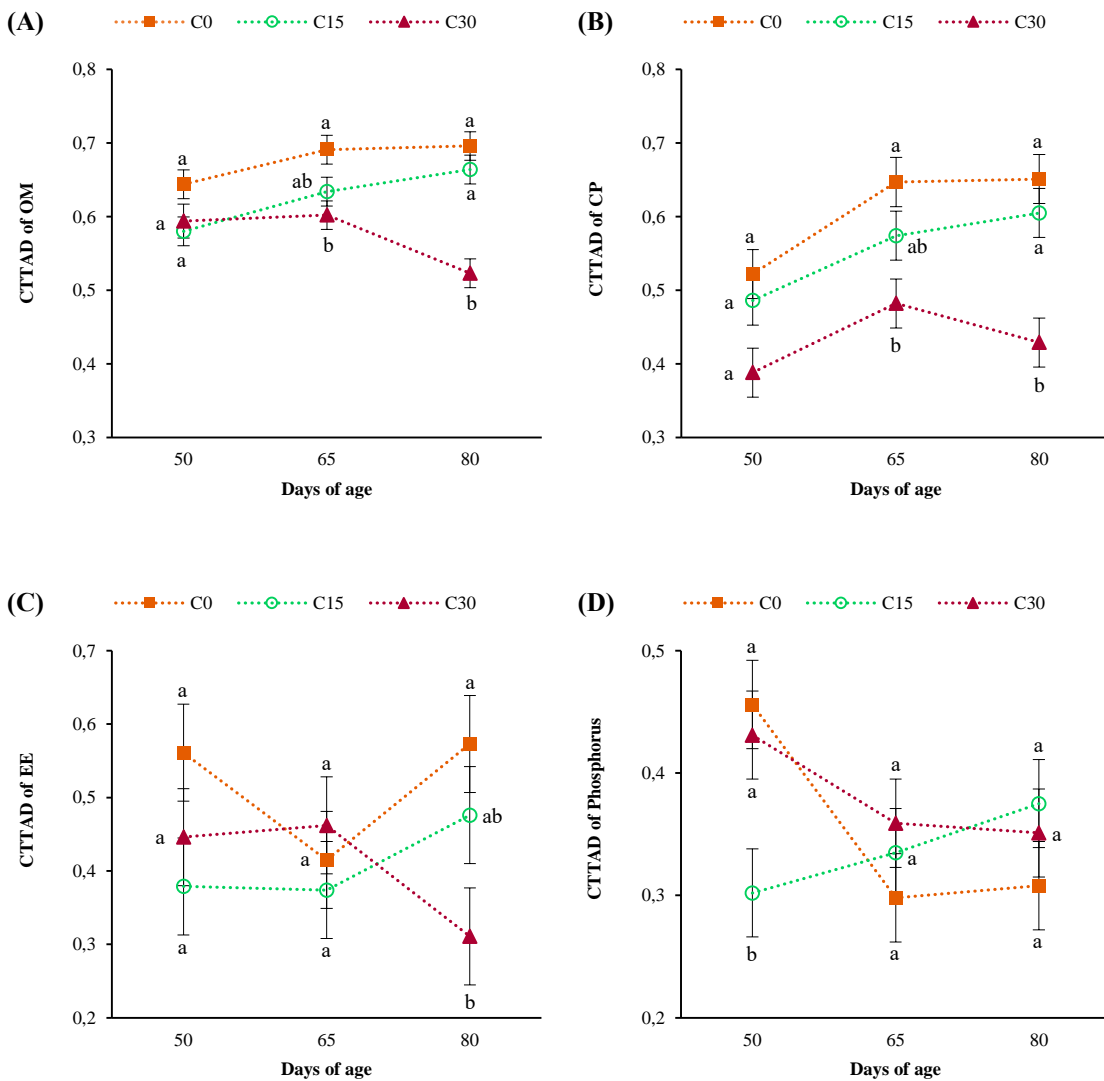 (A)
C0 C15 C30
0,8
0,7
0,6
0,5
0,4
0,3
CTTAD of OM
a a a
a ab a
a b b
50 65 80
Days of age
(B)
C0 C15 C30
0,8
0,7
0,6
0,5
0,4
0,3
CTTAD of CP
a a a
a ab a
a b b
50 65 80
Days of age
(C)
C0 C15 C30
0,7
0,6
0,5
0,4
0,3
0,2
CTTAD of EE
a a a
a a ab
a a b
50 65 80
Days of age
(D)
C0 C15 C30
0,5
0,4
0,3
0,2
CTTAD of Phosphorus
a a a
a a a
b a a
50 65 80
Days of age